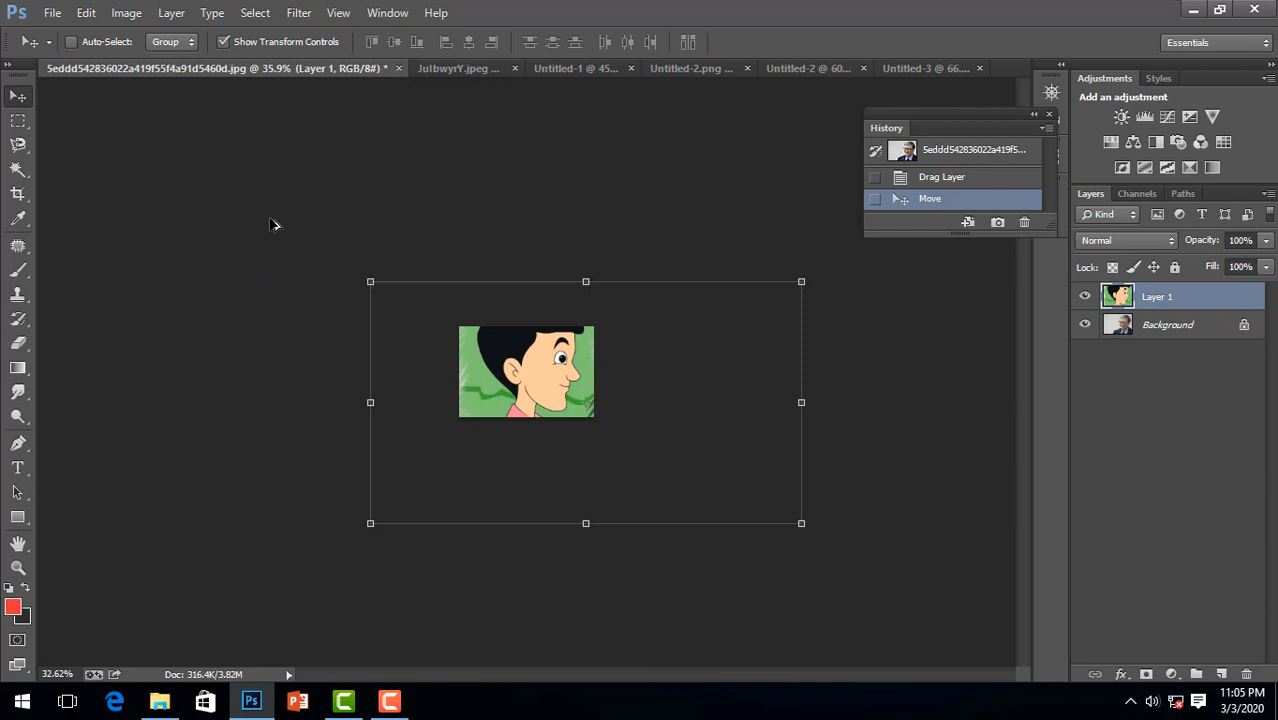 Ps File Edit Image Layer Type Select Filter View Window Help
Auto-Select: Group Show Transform Controls Essentials
5eddd542836022a419f55f4a91d5460d.jpg @ 35.9% (Layer 1, RGB/8#) * × JulbwyrY.jpeg ... × Untitled-1 @ 45... × Untitled-2.png ... × Untitled-2 @ 60... × Untitled-3 @ 66.... ×
Adjustments Styles
Add an adjustment
History
5eddd542836022a419f5...
Drag Layer
Move
Layers Channels Paths
Kind
Normal Opacity: 100%
Lock: Fill: 100%
Layer 1
Background
32.62% Doc: 316.4K/3.82M
11:05 PM
3/3/2020